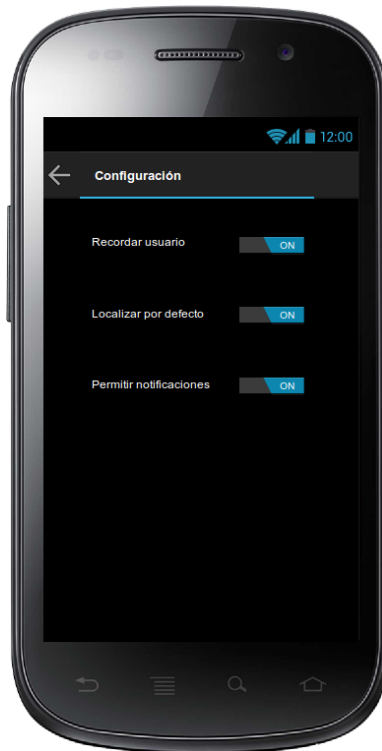 12:00
Configuración
Recordar usuario ON
Localizar por defecto ON
Permitir notificaciones ON